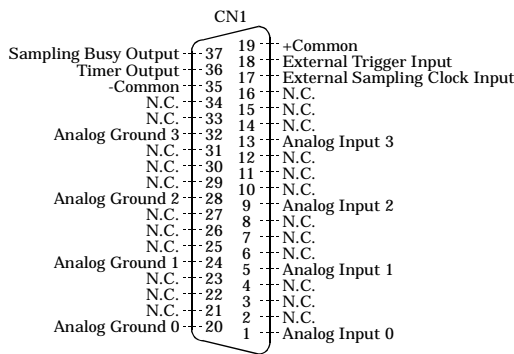 CN1
19 +Common
Sampling Busy Output 37
18 External Trigger Input
Timer Output 36
17 External Sampling Clock Input
-Common 35
16 N.C.
N.C. 34
15 N.C.
N.C. 33
14 N.C.
Analog Ground 3 32
13 Analog Input 3
N.C. 31
12 N.C.
N.C. 30
11 N.C.
N.C. 29
10 N.C.
Analog Ground 2 28
9 Analog Input 2
N.C. 27
8 N.C.
N.C. 26
7 N.C.
N.C. 25
6 N.C.
Analog Ground 1 24
5 Analog Input 1
N.C. 23
4 N.C.
N.C. 22
3 N.C.
N.C. 21
2 N.C.
Analog Ground 0 20
1 Analog Input 0